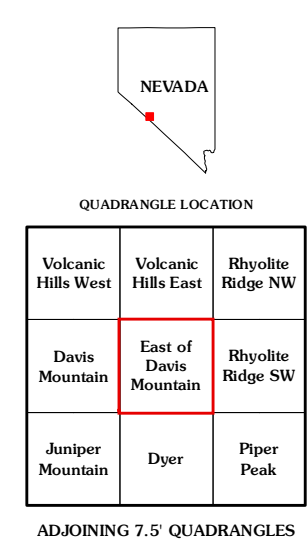 NEVADA
QUADRANGLE LOCATION
Volcanic
Hills West
Volcanic
Hills East
Rhyolite
Ridge NW
Davis
Mountain
East of
Davis
Mountain
Rhyolite
Ridge SW
Juniper
Mountain
Dyer
Piper
Peak
ADJOINING 7.5' QUADRANGLES